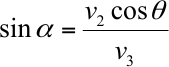 sin α = v₂ cos θ / v₃